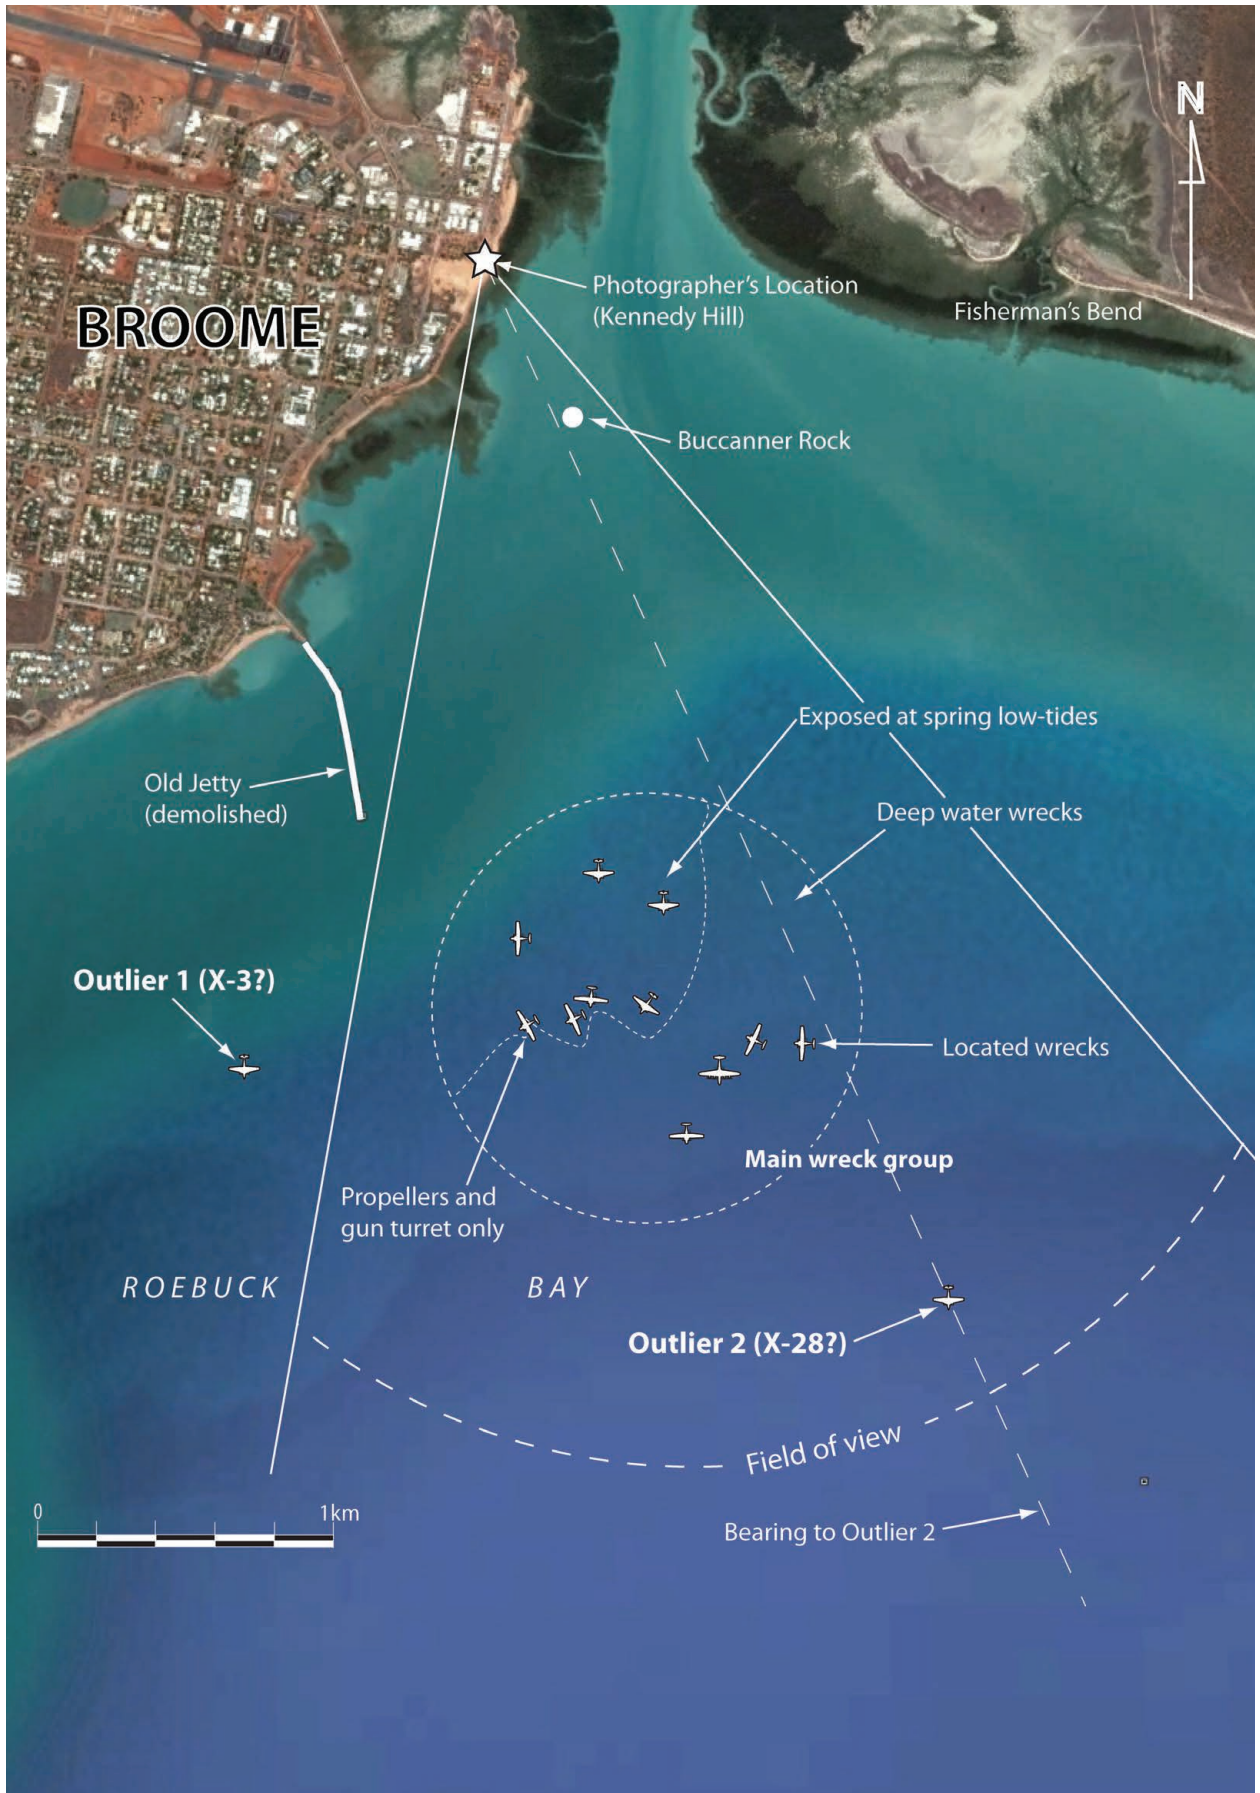 N
Photographer's Location
(Kennedy Hill)
Fisherman's Bend
BROOME
Buccanner Rock
Exposed at spring low-tides
Old Jetty
(demolished)
Deep water wrecks
Outlier 1 (X-3?)
Located wrecks
Main wreck group
Propellers and
gun turret only
ROEBUCK BAY
Outlier 2 (X-28?)
Field of view
0 1km
Bearing to Outlier 2